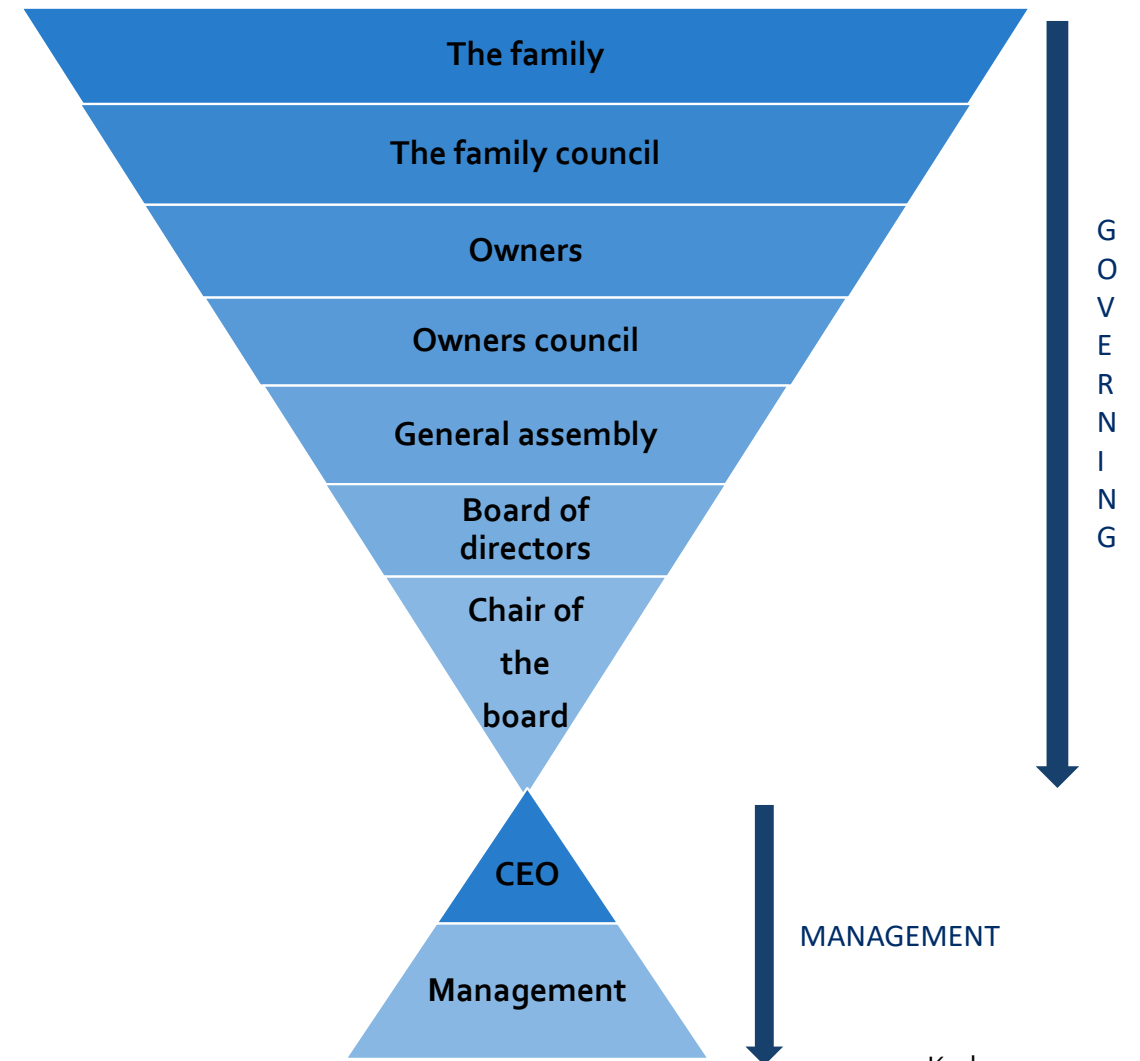 The family
The family council
Owners
Owners council
General assembly
Board of
directors
Chair of
the
board
GOVERNING
CEO
MANAGEMENT
Management